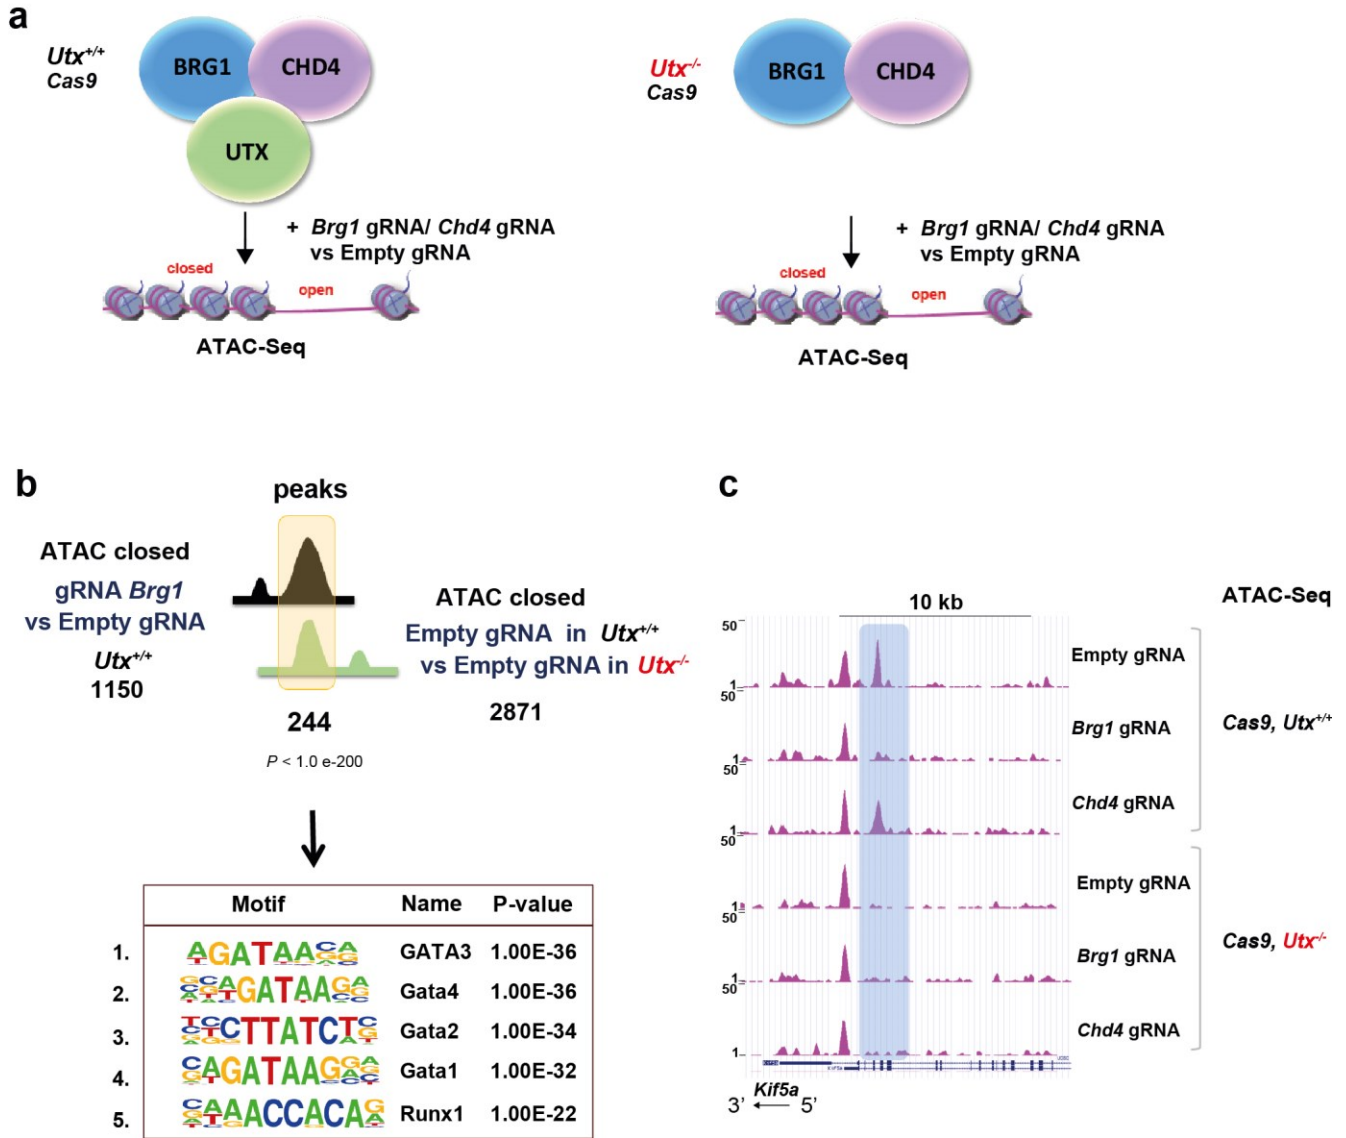 a
Utx+/+
Cas9
BRG1
CHD4
UTX
+ Brg1 gRNA/ Chd4 gRNA
vs Empty gRNA
closed
open
ATAC-Seq
Utx-/-
Cas9
BRG1
CHD4
+ Brg1 gRNA/ Chd4 gRNA
vs Empty gRNA
closed
open
ATAC-Seq
b
peaks
ATAC closed
gRNA Brg1
vs Empty gRNA
Utx+/+
1150
ATAC closed
Empty gRNA in Utx+/+
vs Empty gRNA in Utx-/-
2871
244
P < 1.0 e-200
Motif Name P-value
1. AGATAA GATA3 1.00E-36
2. GATAAG Gata4 1.00E-36
3. CTTATCT Gata2 1.00E-34
4. AGATAAG Gata1 1.00E-32
5. AACCACA Runx1 1.00E-22
c
10 kb
ATAC-Seq
50
1
Empty gRNA
50
1
Brg1 gRNA
50
1
Chd4 gRNA
Cas9, Utx+/+
50
1
Empty gRNA
50
1
Brg1 gRNA
50
1
Chd4 gRNA
Cas9, Utx-/-
Kif5a
Kif5a
3' 5'